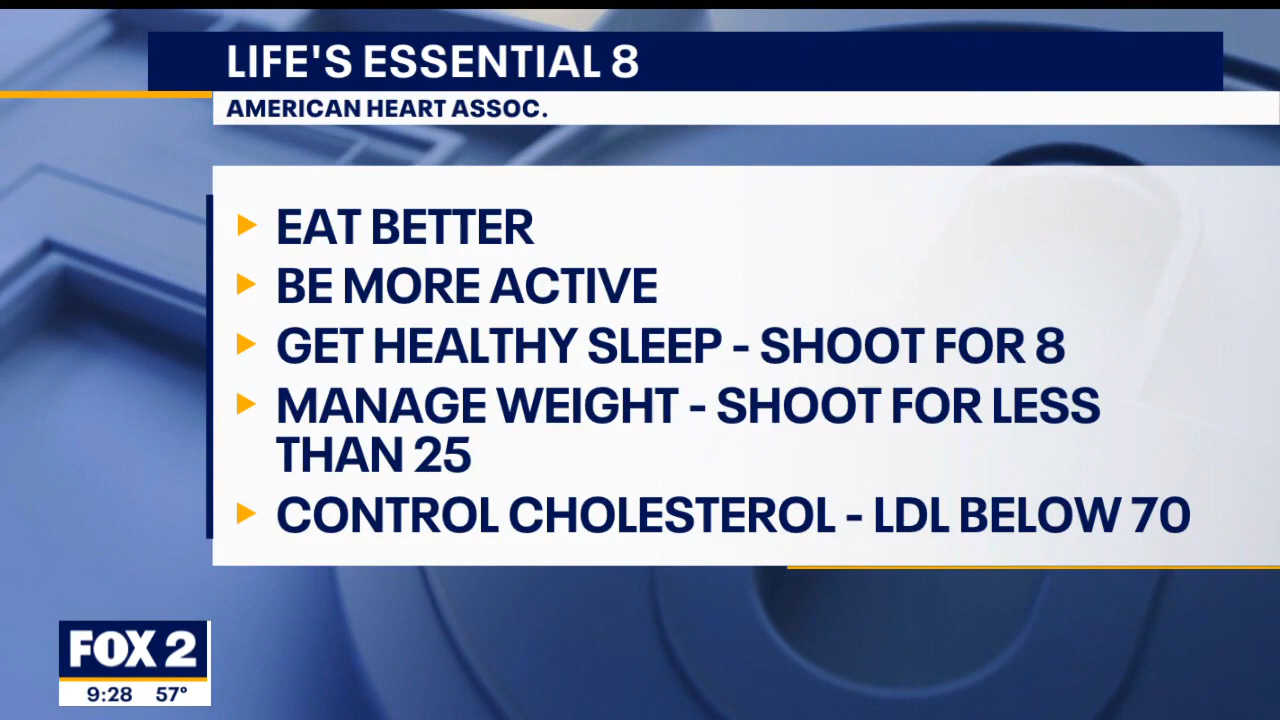 LIFE'S ESSENTIAL 8
AMERICAN HEART ASSOC.
EAT BETTER
BE MORE ACTIVE
GET HEALTHY SLEEP - SHOOT FOR 8
MANAGE WEIGHT - SHOOT FOR LESS
THAN 25
CONTROL CHOLESTEROL - LDL BELOW 70
FOX 2
9:28 57°